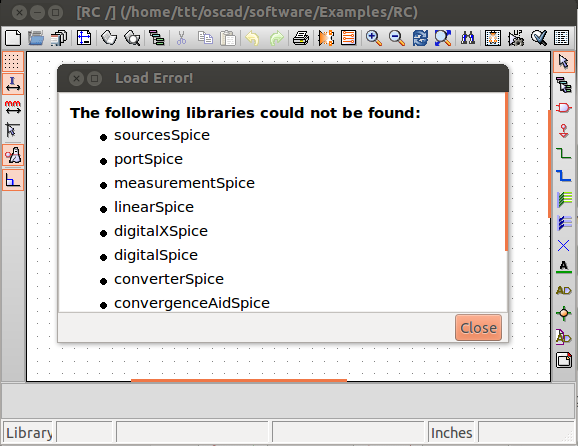 [RC /] (/home/ttt/oscad/software/Examples/RC)
Load Error!
The following libraries could not be found:
sourcesSpice
portSpice
measurementSpice
linearSpice
digitalXSpice
digitalSpice
converterSpice
convergenceAidSpice
Close
Library
Inches